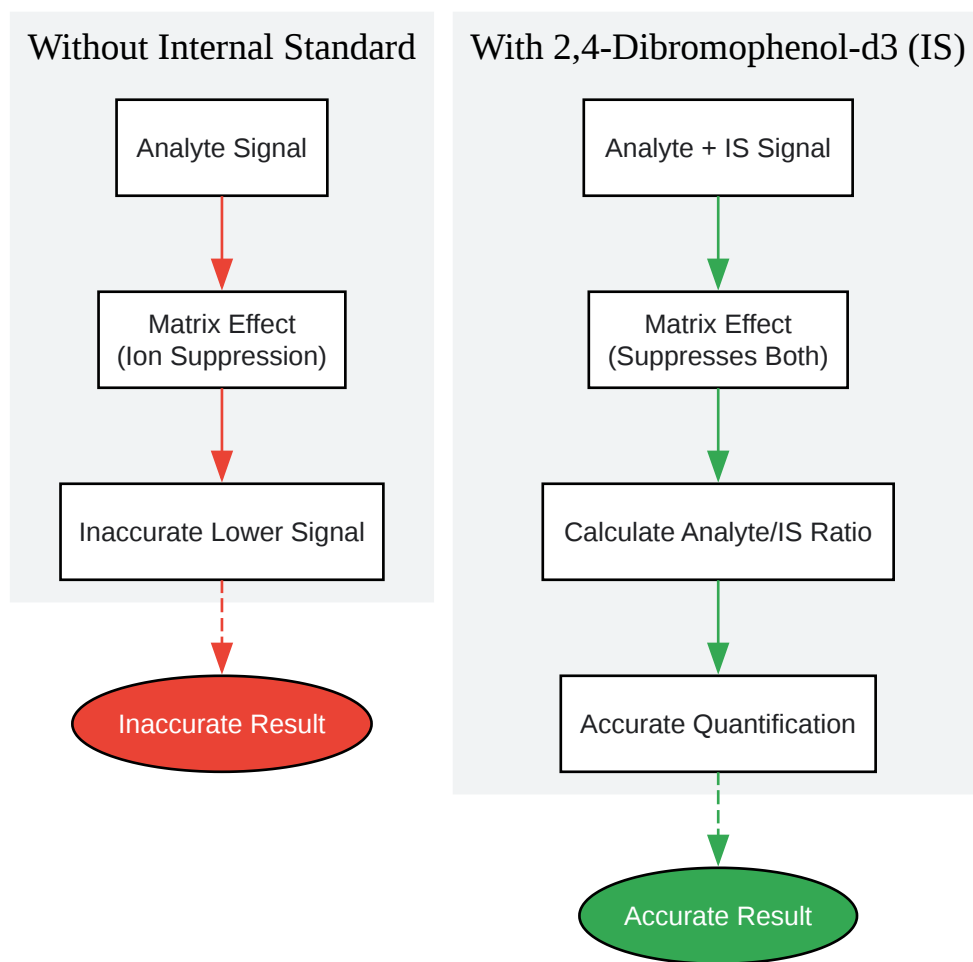 Without Internal Standard
Analyte Signal
Matrix Effect
(Ion Suppression)
Inaccurate Lower Signal
Inaccurate Result
With 2,4-Dibromophenol-d3 (IS)
Analyte + IS Signal
Matrix Effect
(Suppresses Both)
Calculate Analyte/IS Ratio
Accurate Quantification
Accurate Result